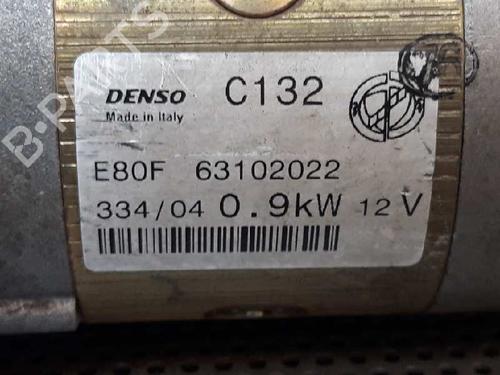 DENSO C132
Made in Italy
E80F 63102022
334/04 0.9kW 12 V
B-PARTS